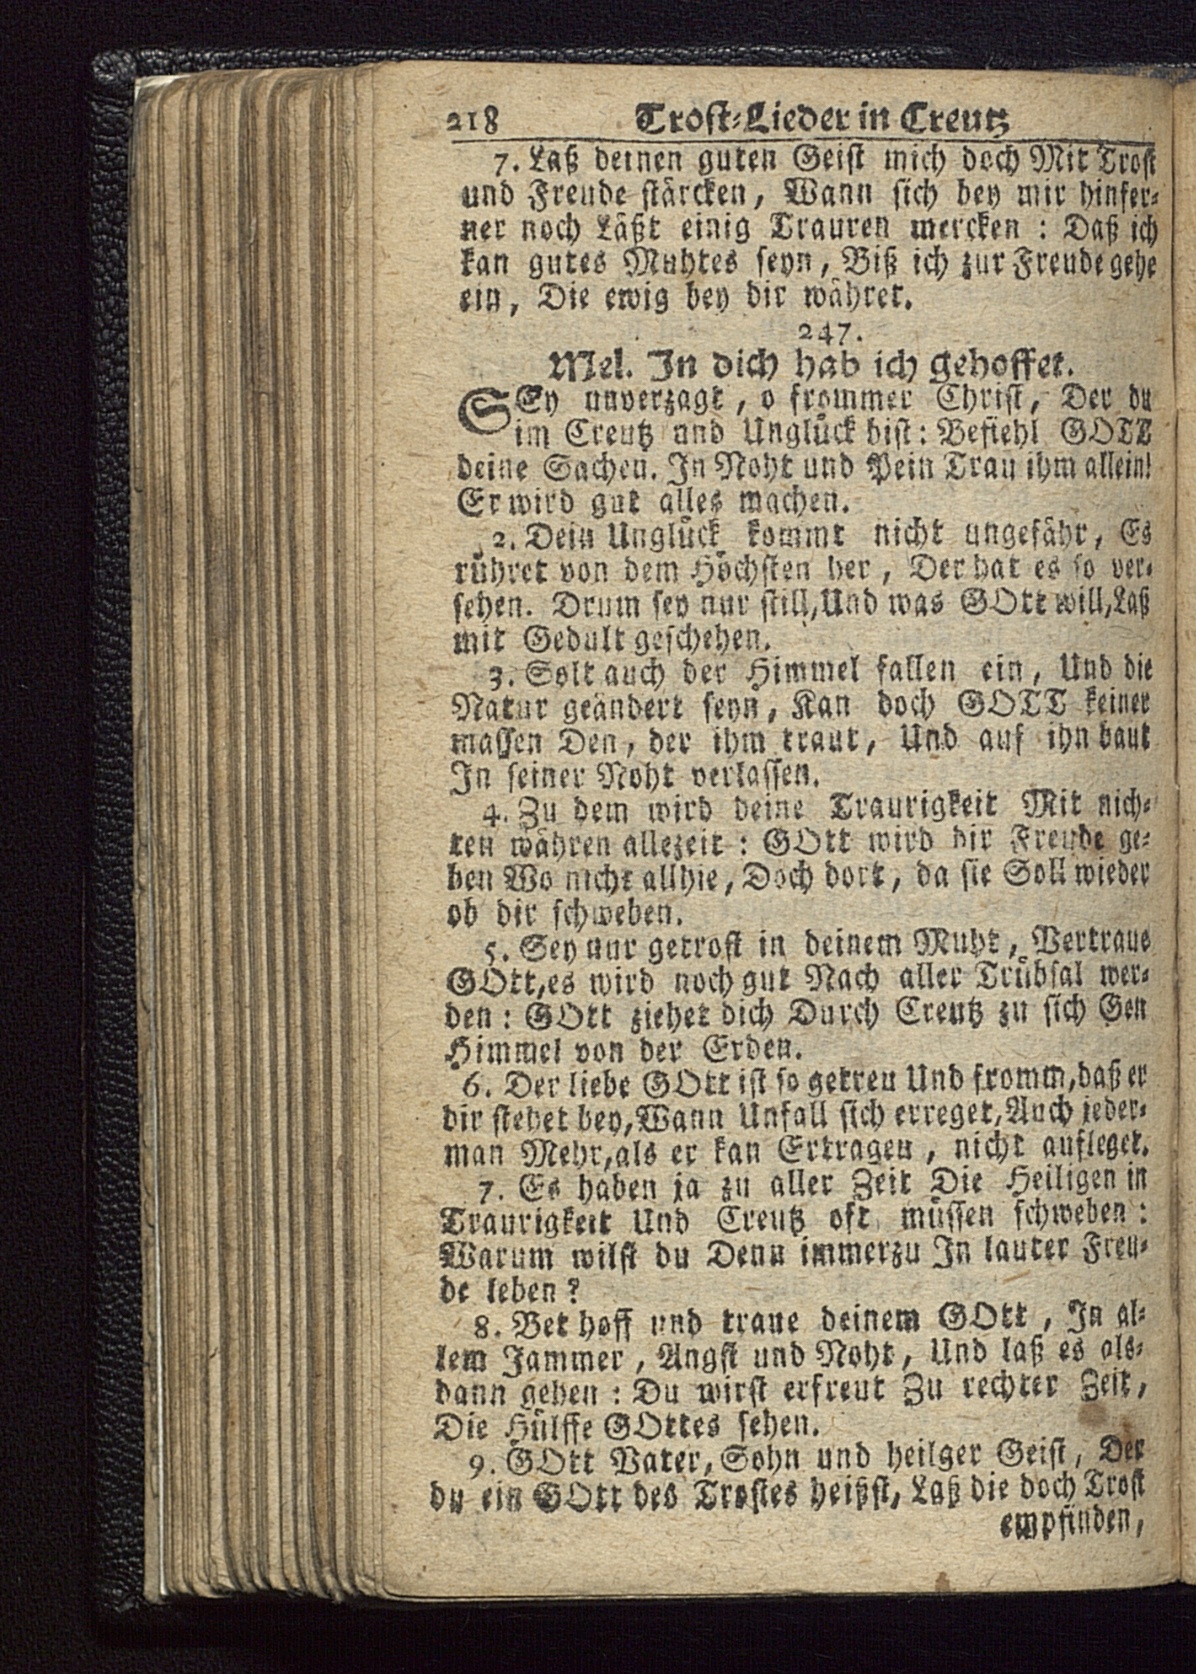 218 Trost-Lieder in Creutz
7. Laß deinen guten Geist mich doch Mit Trost
und Freude stärcken, Wann sich bey mir hinfer-
ner noch Läßt einig Trauren mercken: Daß ich
kan gutes Muhtes seyn, Biß ich zur Freude gehe
ein, Die ewig bey dir währet.
247.
Mel. In dich hab ich gehoffet.
SEy unverzagt, o frommer Christ, Der du
im Creutz und Unglück bist: Befiehl GOTT
deine Sachen. In Noht und Pein Trau ihm allein!
Er wird gut alles machen.
2. Dein Unglück kommt nicht ungefähr, Es
rühret von dem Höchsten her, Der hat es so ver-
sehen. Drum sey nur still, Und was GOtt will, Laß
mit Gedult geschehen.
3. Solt auch der Himmel fallen ein, Und die
Natur geändert seyn, Kan doch GOTT keiner
massen Den, der ihm traut, Und auf ihn baut
In seiner Noht verlassen.
4. Zu dem wird deine Traurigkeit Mit nich-
ten währen allezeit: GOtt wird dir Freude ge-
ben Wo nicht allhie, Doch dort, da sie Soll wieder
ob dir schweben.
5. Sey nur getrost in deinem Muht, Vertraue
GOtt, es wird noch gut Nach aller Trübsal wer-
den: GOtt ziehet dich Durch Creutz zu sich Gen
Himmel von der Erden.
6. Der liebe GOtt ist so getreu Und fromm, daß er
dir stehet bey, Wann Unfall sich erreget, Auch jeder-
man Mehr, als er kan Ertragen, nicht aufleget.
7. Es haben ja zu aller Zeit Die Heiligen in
Traurigkeit Und Creutz oft müssen schweben:
Warum wilst du Denn immerzu In lauter Freu-
de leben?
8. Bet hoff und traue deinem GOtt, In al-
lem Jammer, Angst und Noht, Und laß es als-
dann gehen: Du wirst erfreut Zu rechter Zeit,
Die Hülffe GOttes sehen.
9. GOtt Vater, Sohn und heilger Geist, Der
du ein GOtt des Trostes heißst, Laß die doch Trost
empfinden,